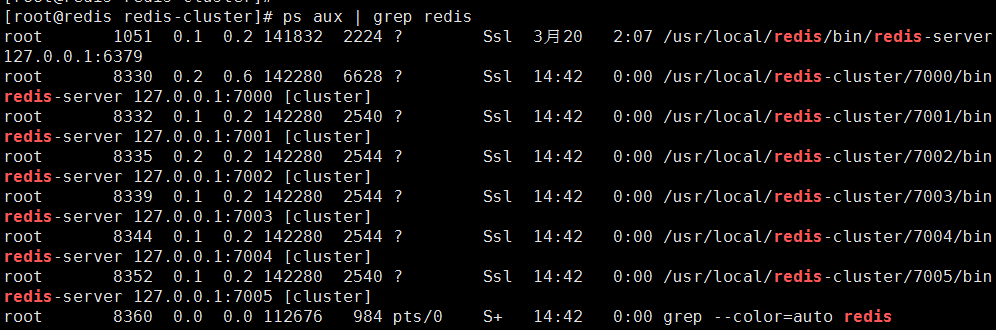 [root@redis redis-cluster]#
[root@redis redis-cluster]# ps aux | grep redis
root       1051  0.1  0.2 141832  2224 ?        Ssl  3月20   2:07 /usr/local/redis/bin/redis-server
127.0.0.1:6379
root       8330  0.2  0.6 142280  6628 ?        Ssl  14:42   0:00 /usr/local/redis-cluster/7000/bin
redis-server 127.0.0.1:7000 [cluster]
root       8332  0.1  0.2 142280  2540 ?        Ssl  14:42   0:00 /usr/local/redis-cluster/7001/bin
redis-server 127.0.0.1:7001 [cluster]
root       8335  0.2  0.2 142280  2544 ?        Ssl  14:42   0:00 /usr/local/redis-cluster/7002/bin
redis-server 127.0.0.1:7002 [cluster]
root       8339  0.1  0.2 142280  2544 ?        Ssl  14:42   0:00 /usr/local/redis-cluster/7003/bin
redis-server 127.0.0.1:7003 [cluster]
root       8344  0.1  0.2 142280  2544 ?        Ssl  14:42   0:00 /usr/local/redis-cluster/7004/bin
redis-server 127.0.0.1:7004 [cluster]
root       8352  0.1  0.2 142280  2540 ?        Ssl  14:42   0:00 /usr/local/redis-cluster/7005/bin
redis-server 127.0.0.1:7005 [cluster]
root       8360  0.0  0.0 112676   984 pts/0    S+   14:42   0:00 grep --color=auto redis